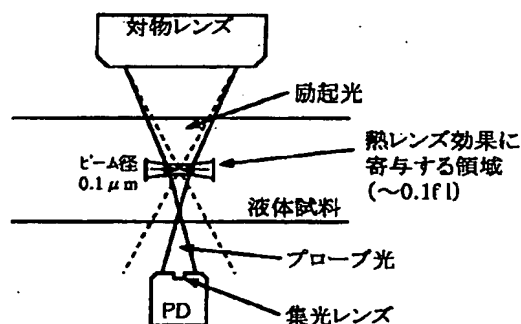 対物レンズ
励起光
ビーム径
0.1μm
熱レンズ効果に
寄与する領域
(～0.1fl)
液体試料
プローブ光
PD
集光レンズ